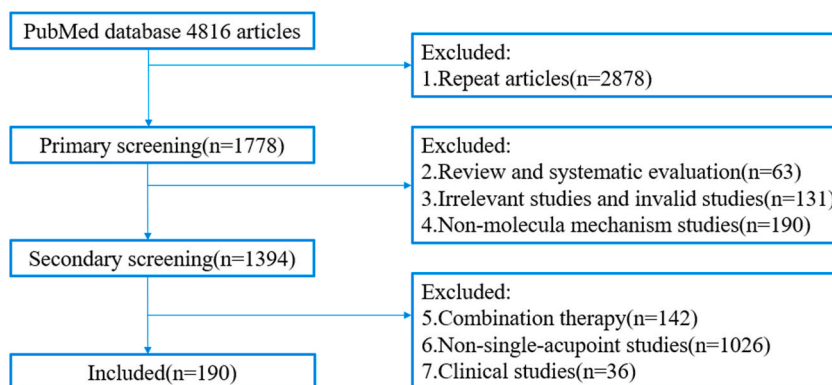 PubMed database 4816 articles
Excluded:
1.Repeat articles(n=2878)
Primary screening(n=1778)
Excluded:
2.Review and systematic evaluation(n=63)
3.Irrelevant studies and invalid studies(n=131)
4.Non-molecula mechanism studies(n=190)
Secondary screening(n=1394)
Excluded:
5.Combination therapy(n=142)
6.Non-single-acupoint studies(n=1026)
7.Clinical studies(n=36)
Included(n=190)